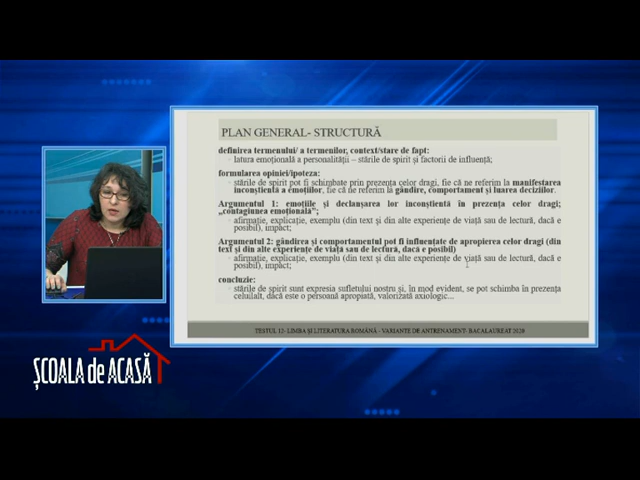 PLAN GENERAL- STRUCTURĂ
definirea termenului/ a termenilor, context/stare de fapt:
latura emoțională a personalității – stările de spirit și factorii de influență;
formularea opiniei/ipoteza:
stările de spirit pot fi schimbate prin prezența celor dragi, fie că ne referim la manifestarea
inconștientă a emoțiilor, fie că ne referim la gândire, comportament și luarea deciziilor.
Argumentul 1: emoțiile și declanșarea lor inconștientă în prezența celor dragi;
„contagiunea emoțională”;
afirmație, explicație, exemplu (din text și din alte experiențe de viață sau de lectură, dacă e
posibil), impact;
Argumentul 2: gândirea și comportamentul pot fi influențate de apropierea celor dragi (din
text și din alte experiențe de viață sau de lectură, dacă e posibil)
afirmație, explicație, exemplu (din text și din alte experiențe de viață sau de lectură, dacă e
posibil), impact;
concluzie:
stările de spirit sunt expresia sufletului nostru și, în mod evident, se pot schimba în prezența
celuilalt, dacă este o persoană apropiată, valorizată axiologic...
TESTUL 12- LIMBA ȘI LITERATURA ROMÂNĂ - VARIANTE DE ANTRENAMENT- BACALAUREAT 2020
ȘCOALA de ACASĂ